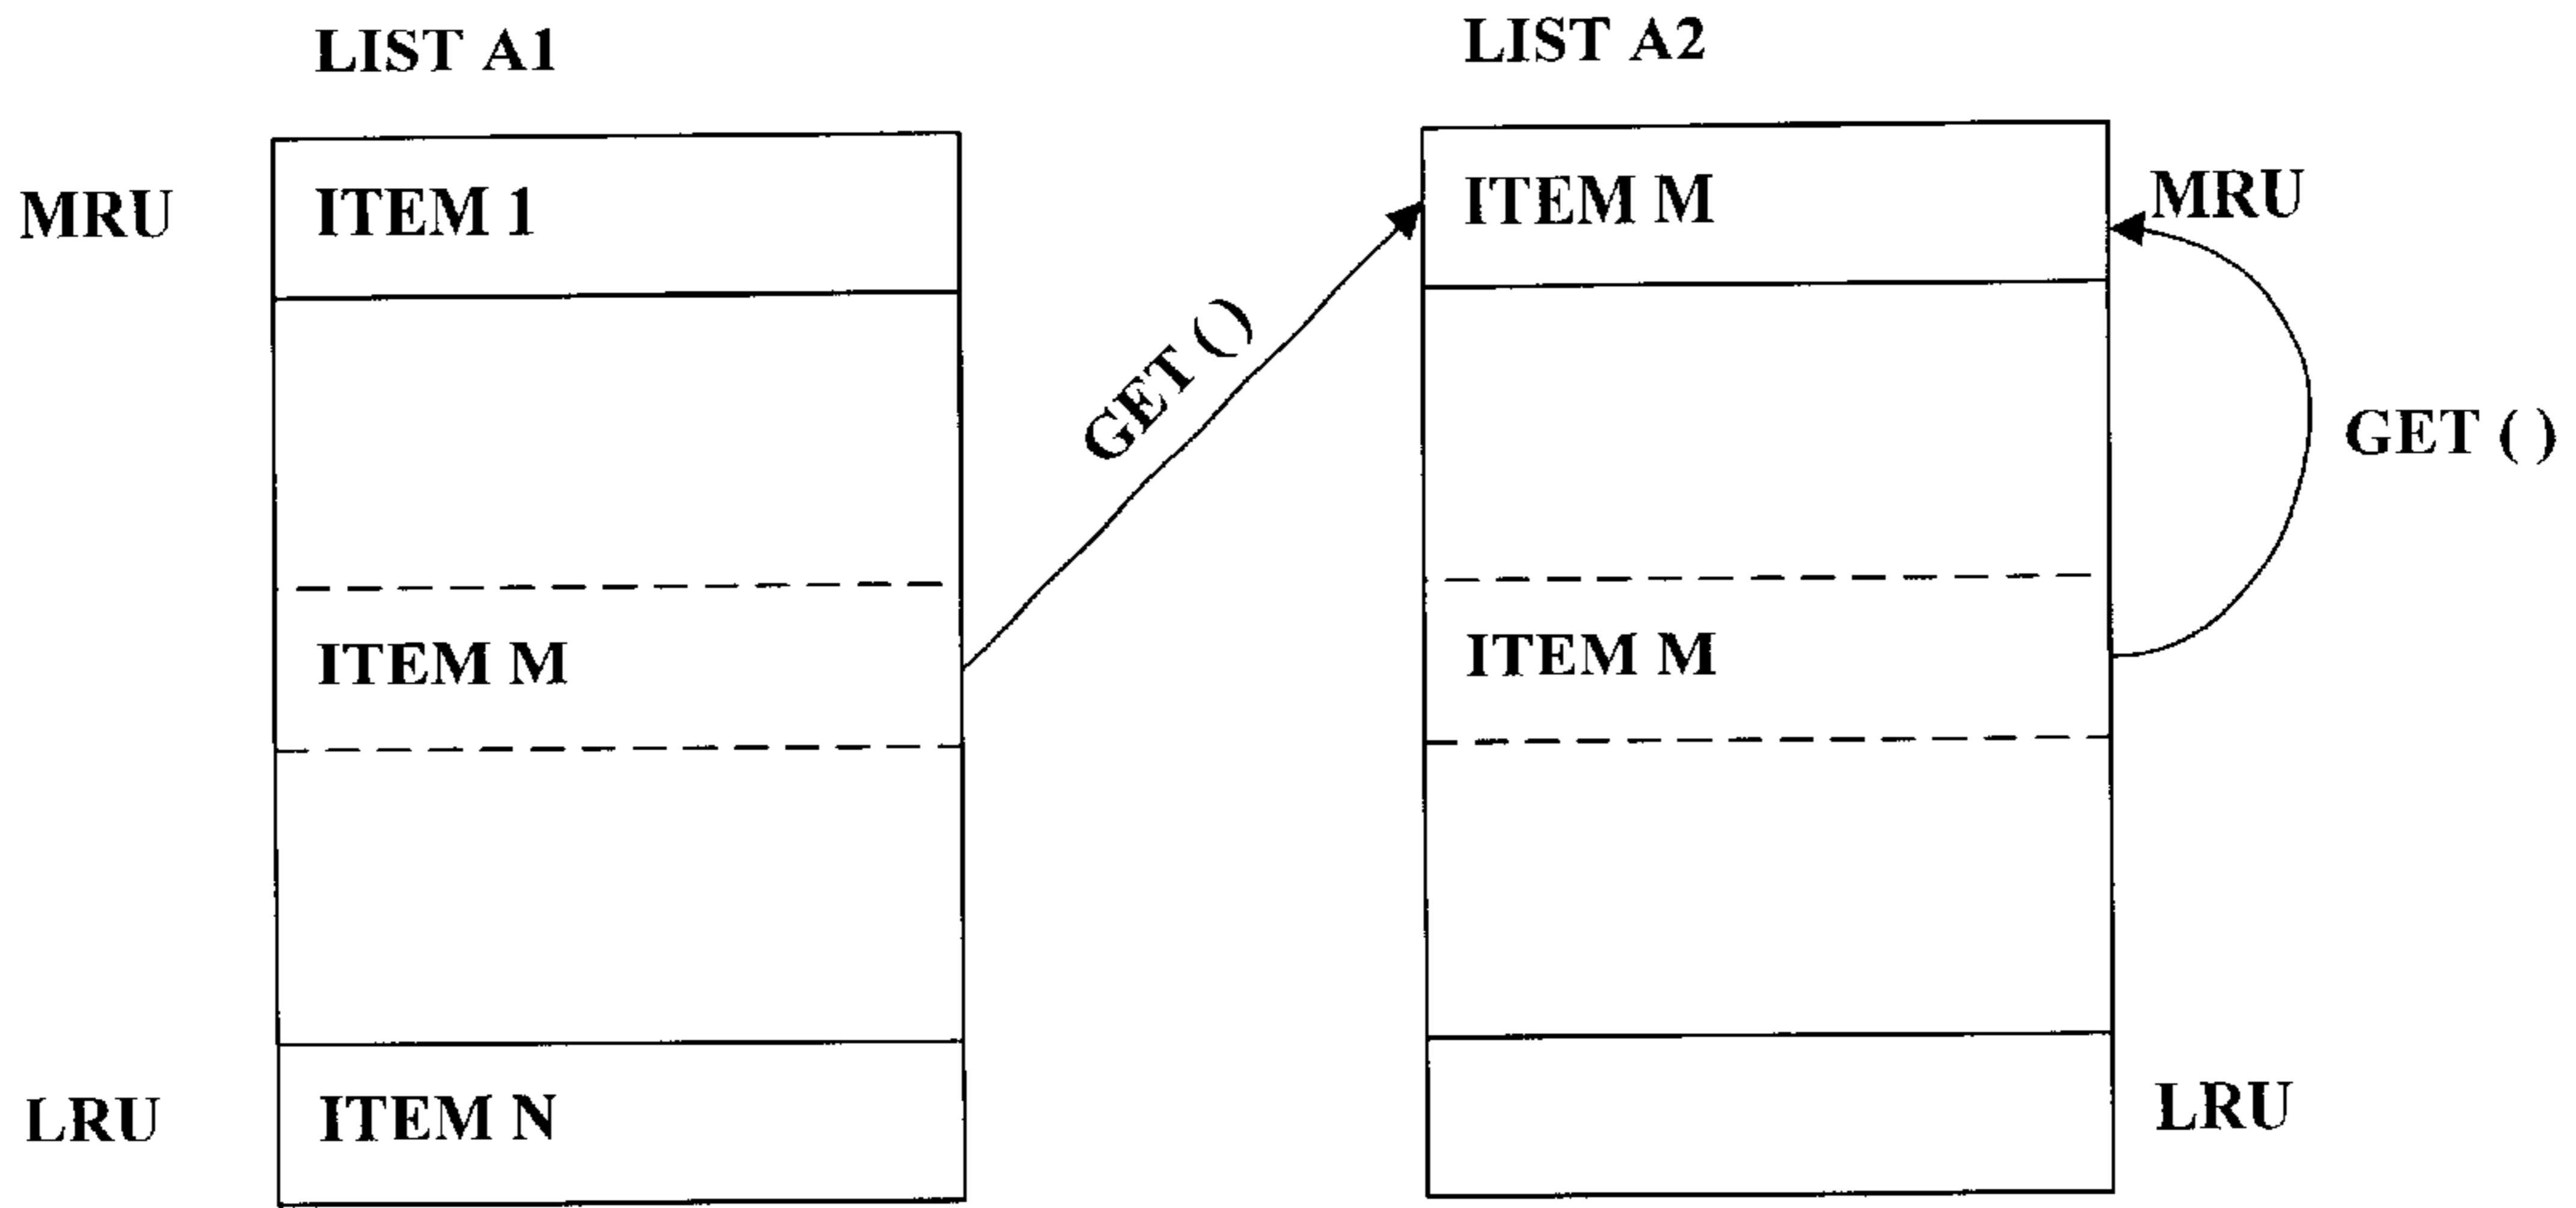 LIST A1
LIST A2
MRU
ITEM 1
ITEM M
MRU
GET ( )
GET ( )
ITEM M
ITEM M
LRU
ITEM N
LRU